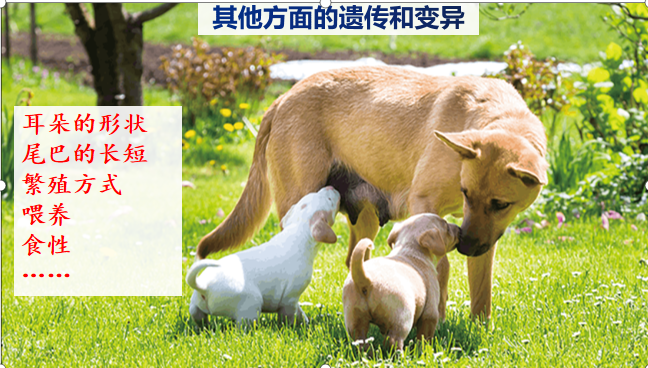 其他方面的遗传和变异
耳朵的形状
尾巴的长短
繁殖方式
喂养
食性
……